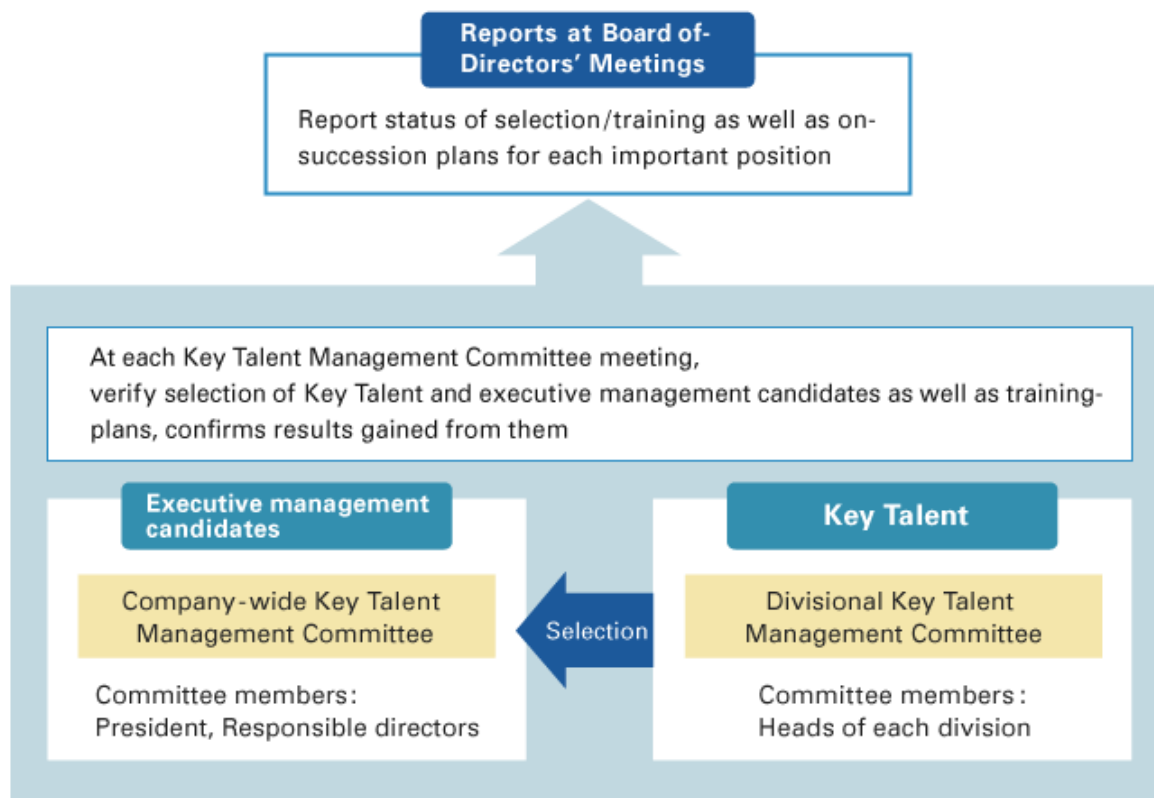 Reports at Board of-
Directors’ Meetings
Report status of selection/training as well as on-
succession plans for each important position
At each Key Talent Management Committee meeting,
verify selection of Key Talent and executive management candidates as well as training-
plans, confirms results gained from them
Executive management
candidates
Company-wide Key Talent
Management Committee
Committee members:
President, Responsible directors
Selection
Key Talent
Divisional Key Talent
Management Committee
Committee members:
Heads of each division